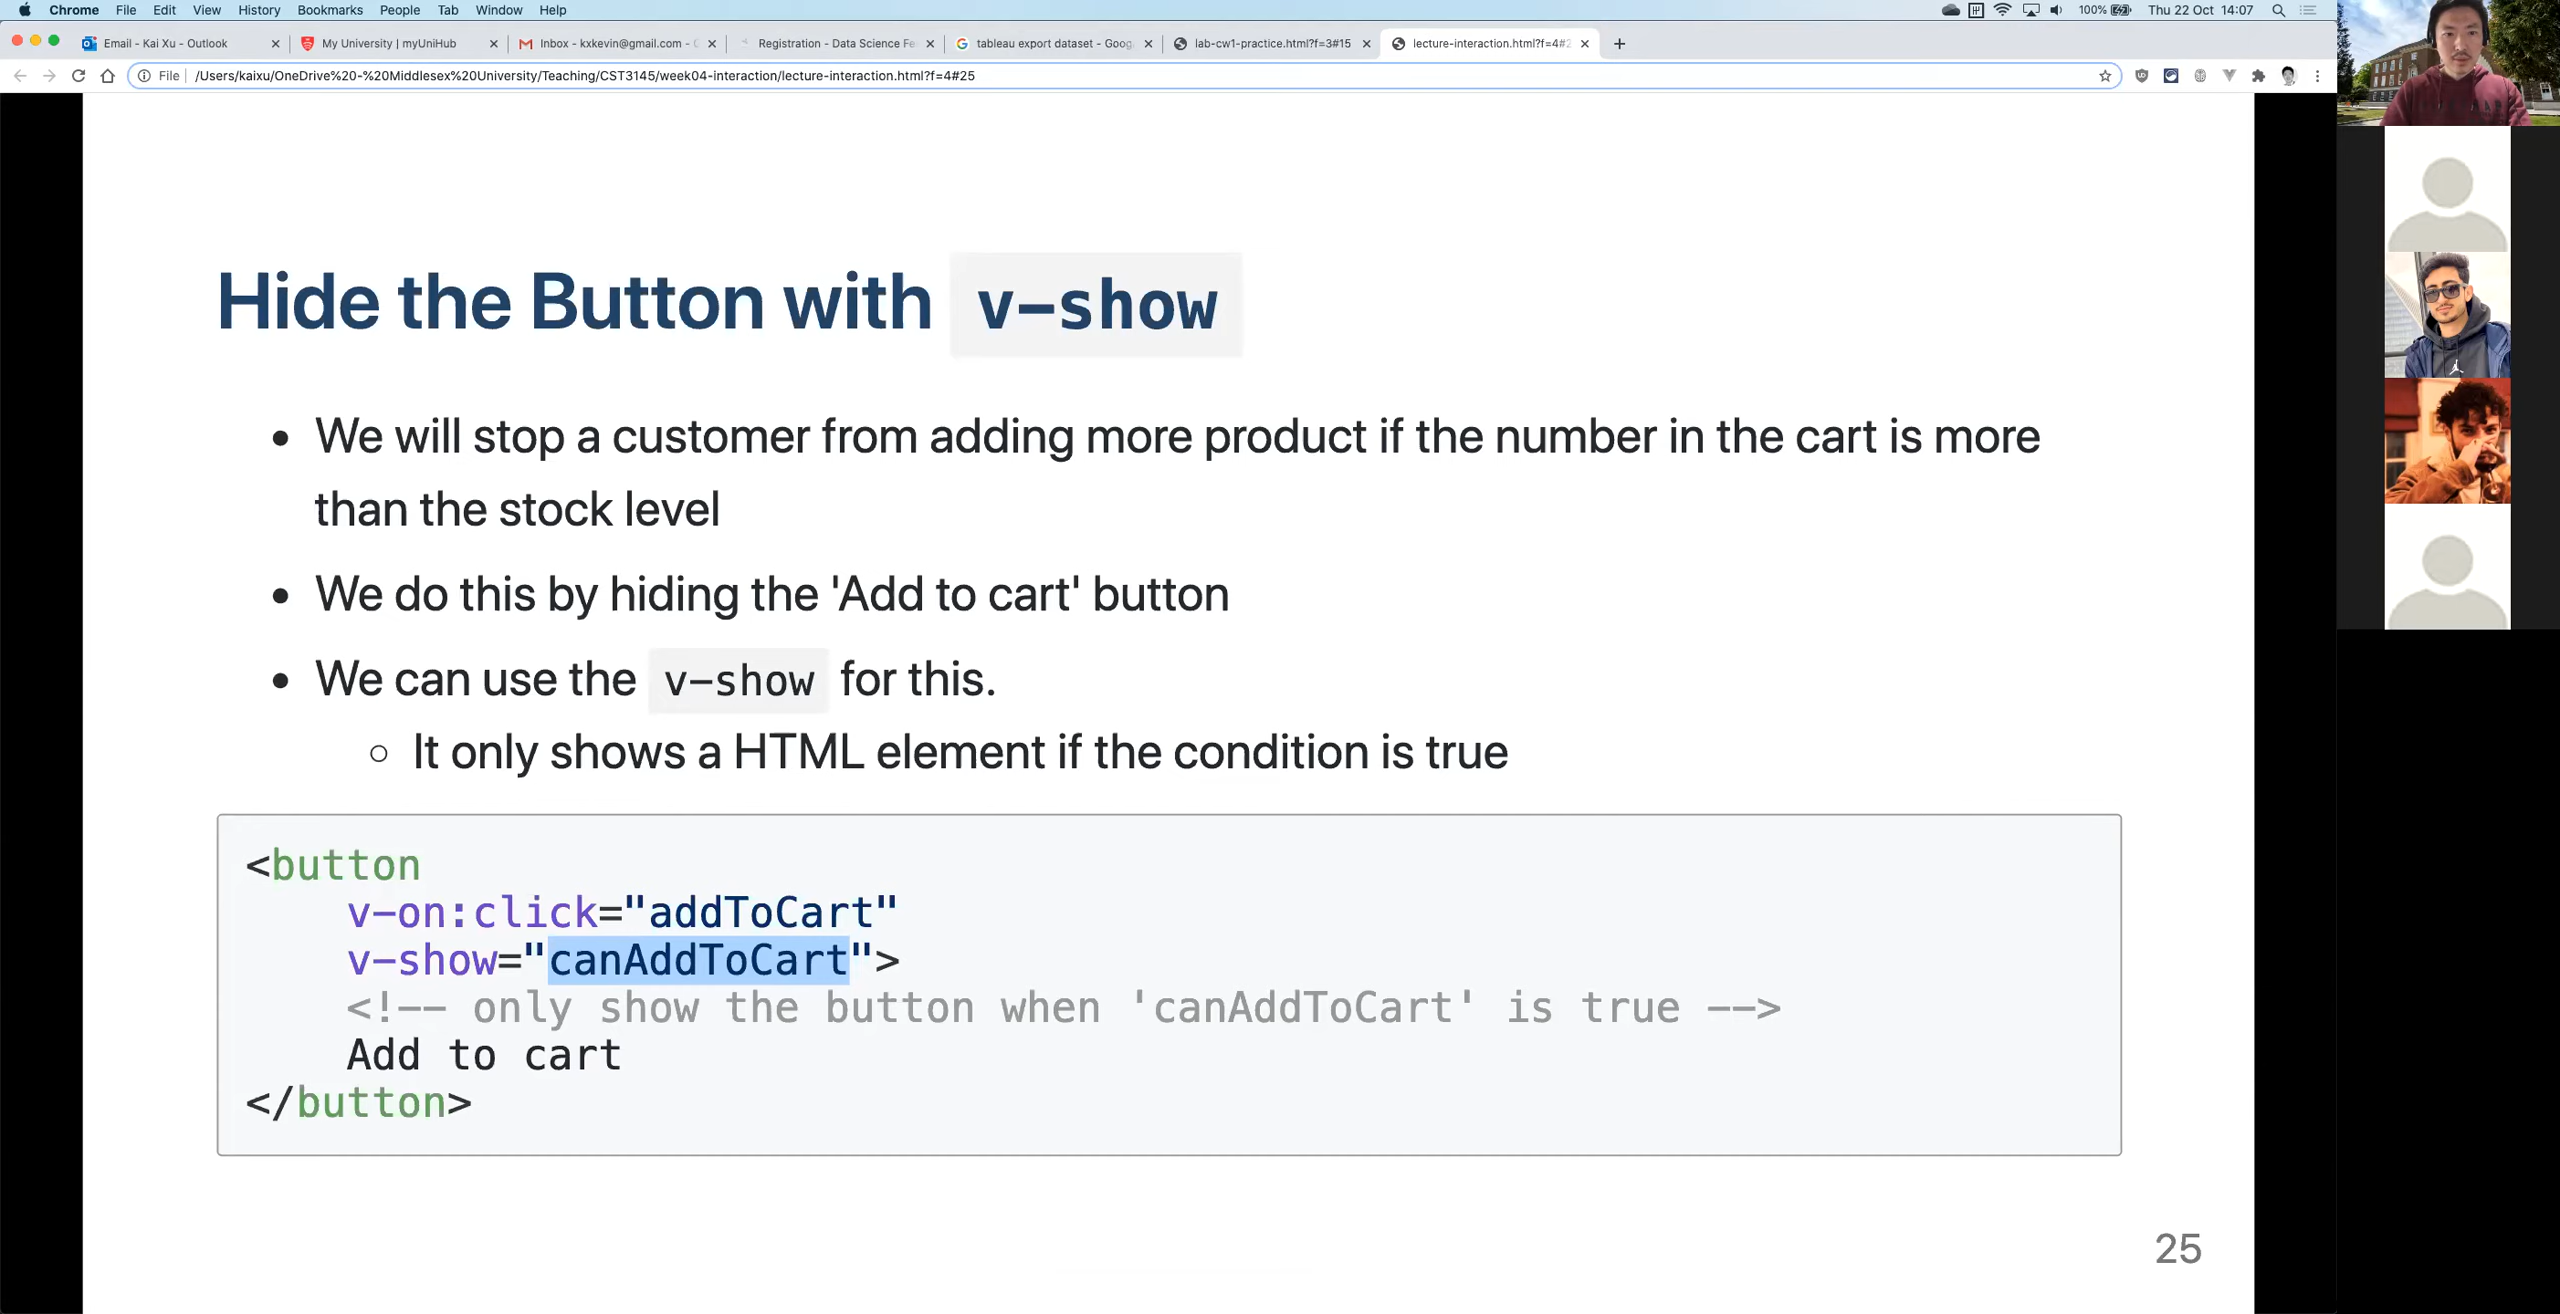 Chrome File Edit View History Bookmarks People Tab Window Help 100% Thu 22 Oct 14:07
Email - Kai Xu - Outlook My University | myUniHub Inbox - kxkevin@gmail.com - Registration - Data Science Fe tableau export dataset - Goog lab-cw1-practice.html?f=3#15 lecture-interaction.html?f=4#2
File /Users/kaixu/OneDrive%20-%20Middlesex%20University/Teaching/CST3145/week04-interaction/lecture-interaction.html?f=4#25
Hide the Button with v-show
• We will stop a customer from adding more product if the number in the cart is more
than the stock level
• We do this by hiding the 'Add to cart' button
• We can use the v-show for this.
○ It only shows a HTML element if the condition is true
<button
v-on:click="addToCart"
v-show="canAddToCart">
<!-- only show the button when 'canAddToCart' is true -->
Add to cart
</button>
25